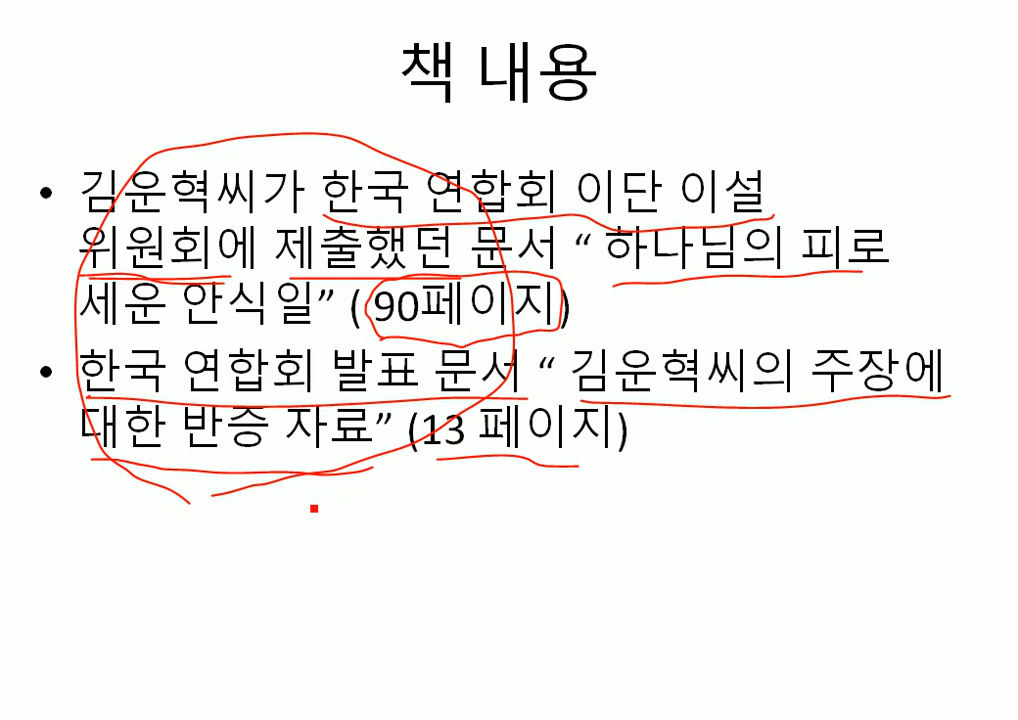 책 내용
• 김운혁씨가 한국 연합회 이단 이설
위원회에 제출했던 문서 “ 하나님의 피로
세운 안식일” ( 90페이지)
• 한국 연합회 발표 문서 “ 김운혁씨의 주장에
대한 반증 자료” (13 페이지)